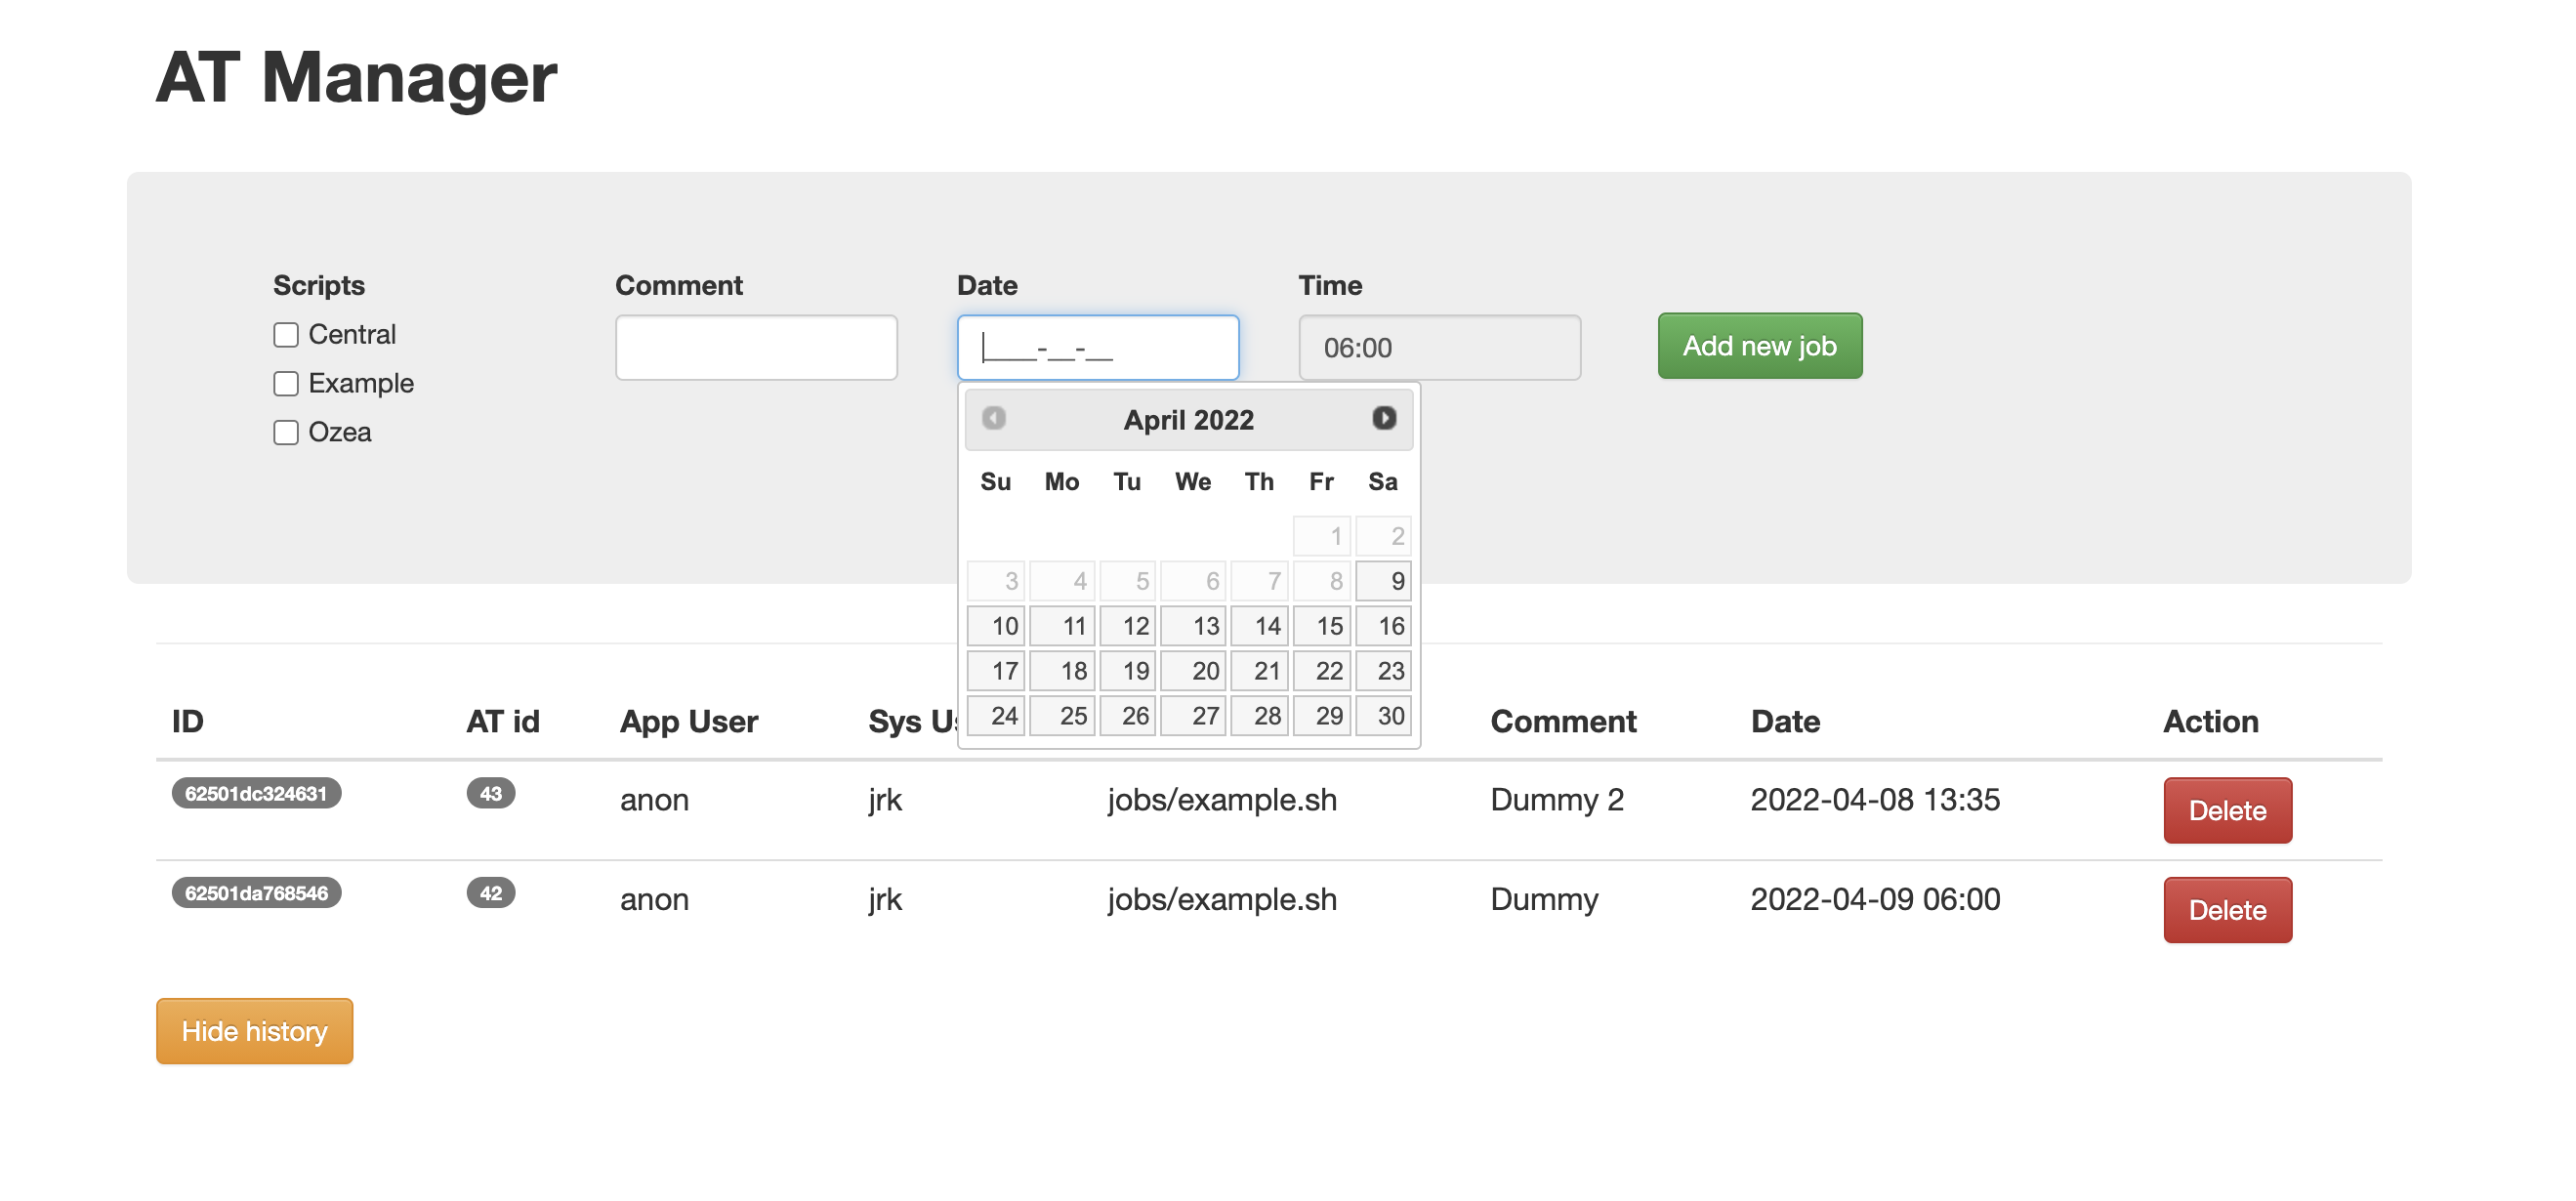 AT Manager
Scripts Comment Date Time
Central
Example
Ozea
____-__-__
06:00
Add new job
April 2022
Su Mo Tu We Th Fr Sa
1 2
3 4 5 6 7 8 9
10 11 12 13 14 15 16
17 18 19 20 21 22 23
24 25 26 27 28 29 30
ID AT id App User Sys Comment Date Action
62501dc324631 43 anon jrk jobs/example.sh Dummy 2 2022-04-08 13:35 Delete
62501da768546 42 anon jrk jobs/example.sh Dummy 2022-04-09 06:00 Delete
Hide history